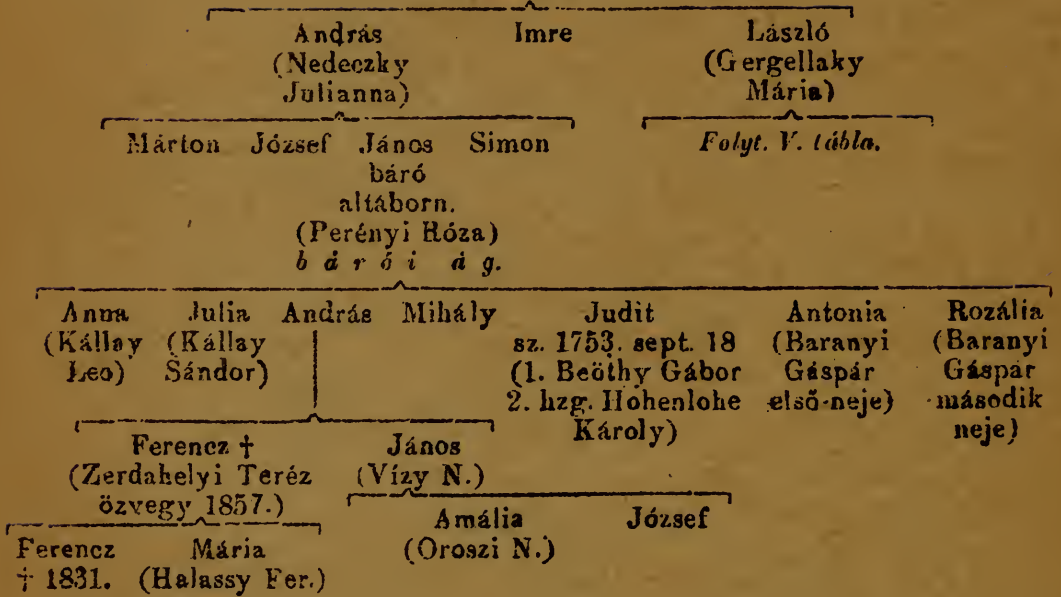 András Imre László
(Nedeczky (Gergellaky
Julianna) Mária)
Márton József János Simon Folyt. V. tábla.
báró
altáborn.
(Perényi Róza)
bárói ág.
Anna Julia András Mihály Judit Antonia Rozália
(Kállay (Kállay sz. 1753. sept. 18 (Baranyi (Baranyi
Leo) Sándor) (1. Beöthy Gábor Gáspár Gáspár
2. hzg. Hohenlohe első neje) második
Károly) neje)
Ferencz † János
(Zerdahelyi Teréz (Vízy N.)
özvegy 1857.)
Amália József
Ferencz Mária (Oroszi N.)
† 1831. (Halassy Fer.)